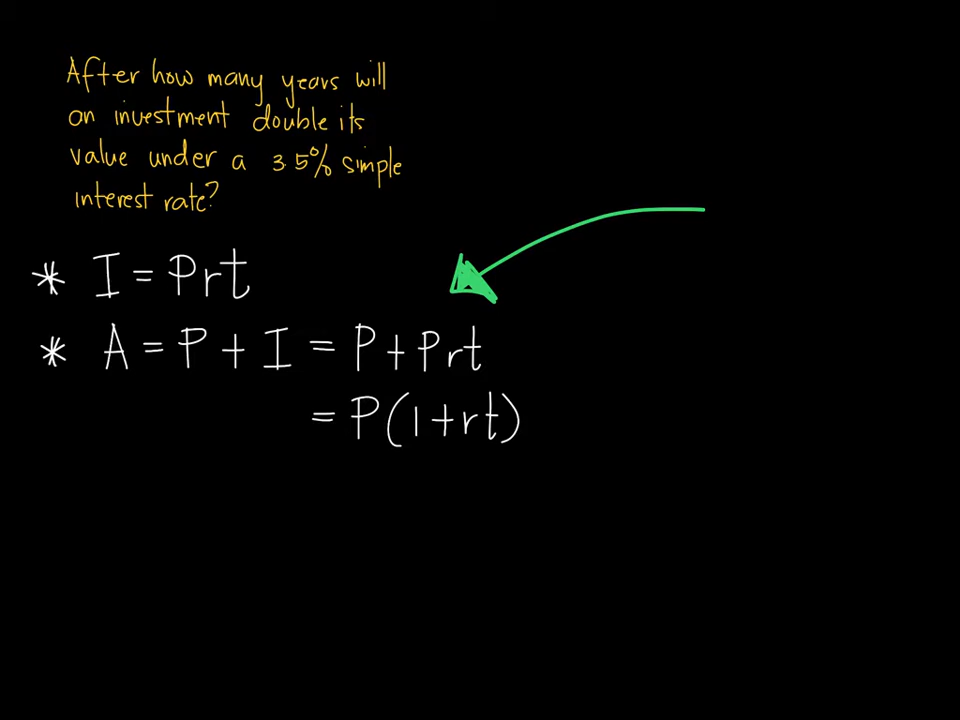 After how many years will
an investment double its
value under a 3.5% simple
interest rate?
* I = Prt
* A = P + I = P + Prt
= P(1+rt)